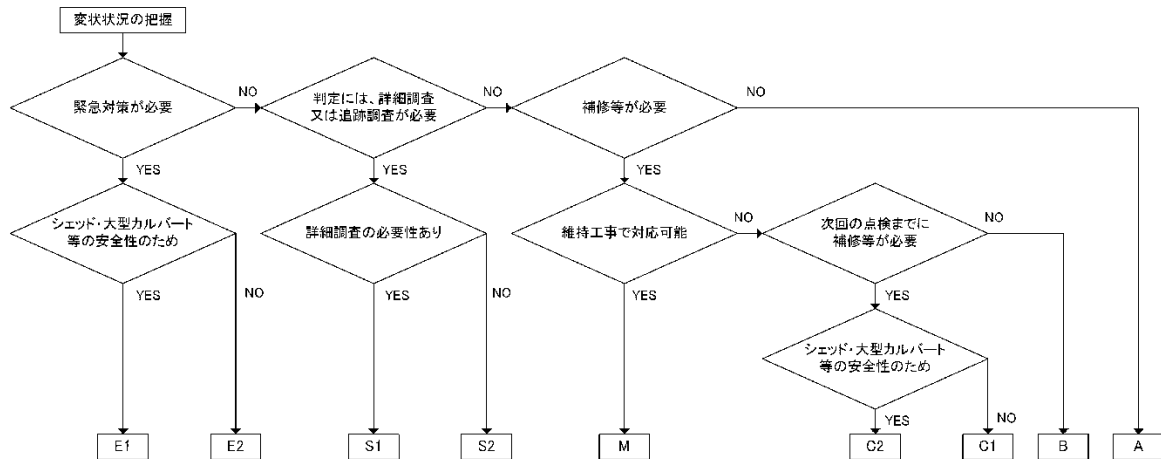 変状状況の把握
緊急対策が必要
NO
判定には、詳細調査
又は追跡調査が必要
NO
補修等が必要
NO
YES
YES
YES
シェッド・大型カルバート
等の安全性のため
詳細調査の必要性あり
維持工事で対応可能
NO
次回の点検までに
補修等が必要
NO
YES
NO
YES
NO
YES
YES
シェッド・大型カルバート
等の安全性のため
YES
NO
E1
E2
S1
S2
M
C2
C1
B
A